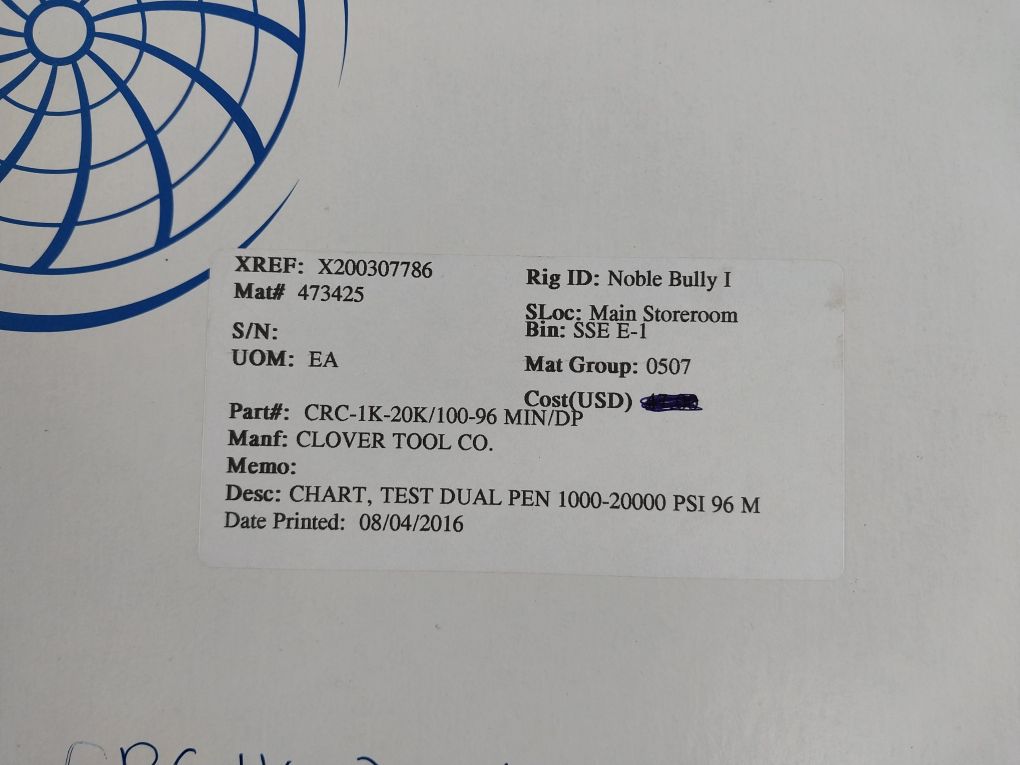 XREF: X200307786
Mat# 473425
S/N:
UOM: EA
Rig ID: Noble Bully I
SLoc: Main Storeroom
Bin: SSE E-1
Mat Group: 0507
Cost(USD)
Part#: CRC-1K-20K/100-96 MIN/DP
Manf: CLOVER TOOL CO.
Memo:
Desc: CHART, TEST DUAL PEN 1000-20000 PSI 96 M
Date Printed: 08/04/2016